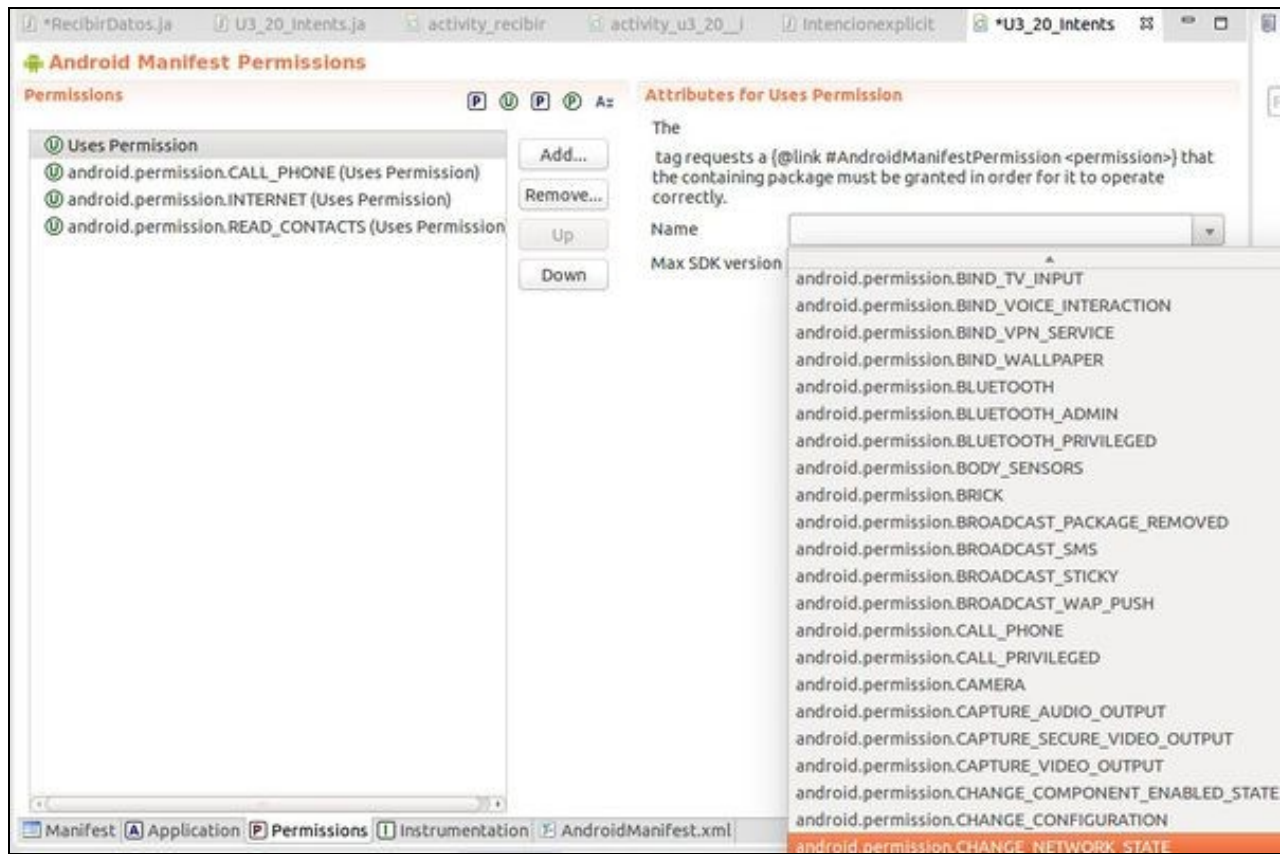 *RecibirDatos.ja U3_20_Intents.ja activity_recibir activity_u3_20__i Intencionexplicit *U3_20_Intents
Android Manifest Permissions
Permissions
P U P P Az
U Uses Permission
U android.permission.CALL_PHONE (Uses Permission)
U android.permission.INTERNET (Uses Permission)
U android.permission.READ_CONTACTS (Uses Permission
Add...
Remove...
Up
Down
Attributes for Uses Permission
The
tag requests a {@link #AndroidManifestPermission <permission>} that
the containing package must be granted in order for it to operate
correctly.
Name
Max SDK version
android.permission.BIND_TV_INPUT
android.permission.BIND_VOICE_INTERACTION
android.permission.BIND_VPN_SERVICE
android.permission.BIND_WALLPAPER
android.permission.BLUETOOTH
android.permission.BLUETOOTH_ADMIN
android.permission.BLUETOOTH_PRIVILEGED
android.permission.BODY_SENSORS
android.permission.BRICK
android.permission.BROADCAST_PACKAGE_REMOVED
android.permission.BROADCAST_SMS
android.permission.BROADCAST_STICKY
android.permission.BROADCAST_WAP_PUSH
android.permission.CALL_PHONE
android.permission.CALL_PRIVILEGED
android.permission.CAMERA
android.permission.CAPTURE_AUDIO_OUTPUT
android.permission.CAPTURE_SECURE_VIDEO_OUTPUT
android.permission.CAPTURE_VIDEO_OUTPUT
android.permission.CHANGE_COMPONENT_ENABLED_STATE
android.permission.CHANGE_CONFIGURATION
android.permission.CHANGE_NETWORK_STATE
Manifest A Application P Permissions I Instrumentation AndroidManifest.xml